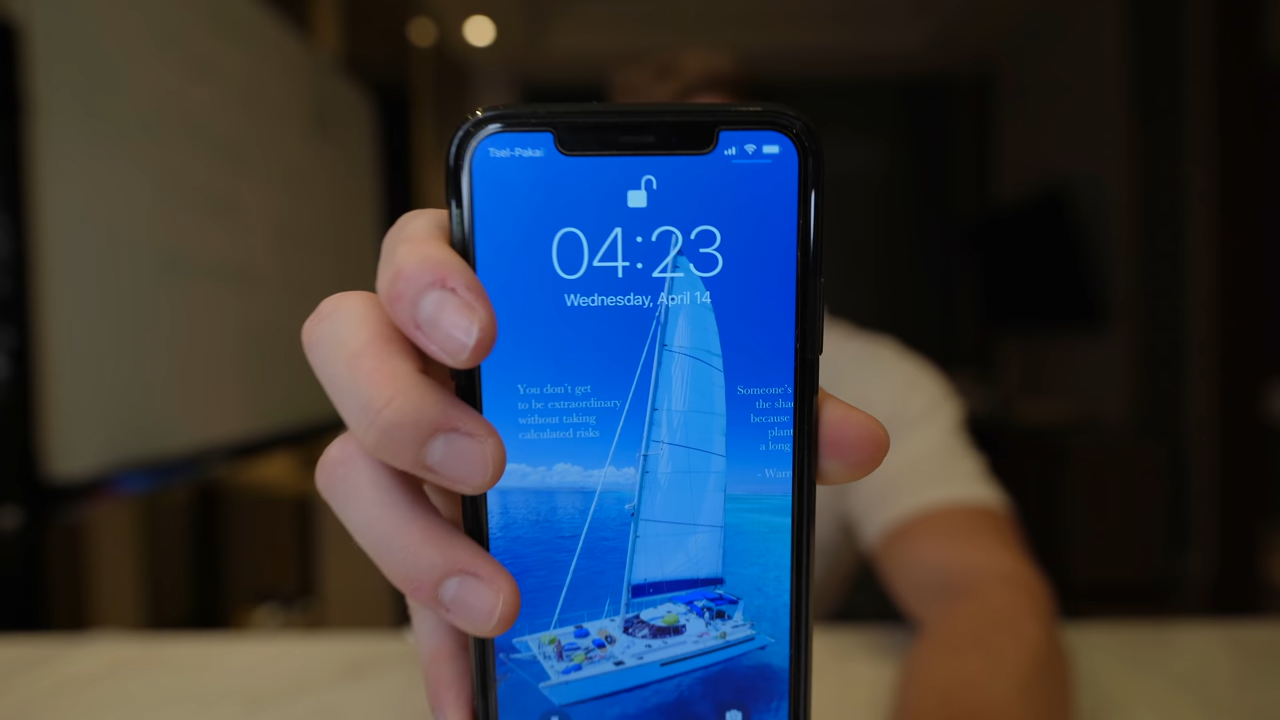 Tsel-Pakai
04:23
Wednesday, April 14
You don't get
to be extraordinary
without taking
calculated risks
Someone's
the sha
because
plant
a long
- Warr